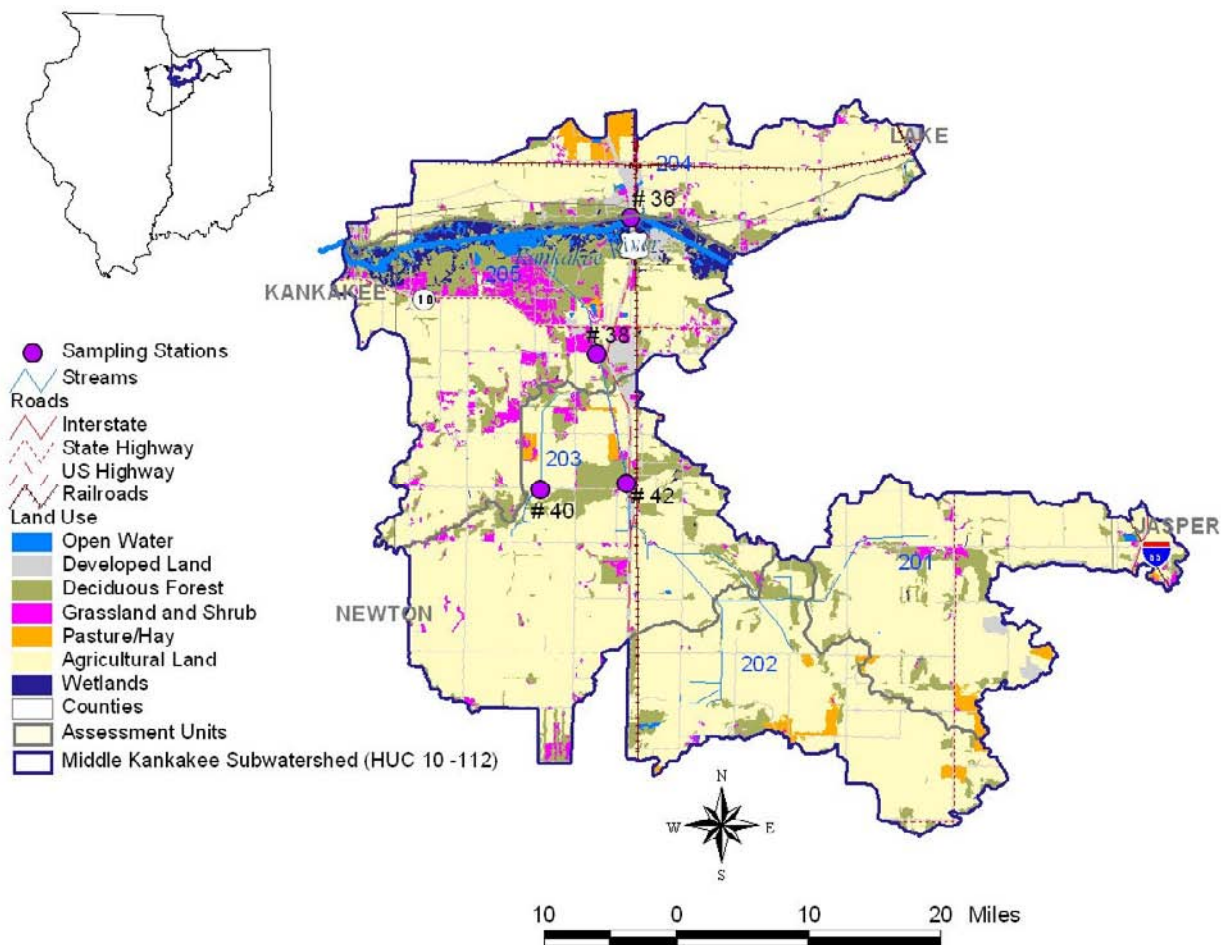 LAKE
204
# 36
Kankakee River
205
KANKAKEE
10
# 38
Sampling Stations
Streams
Roads
Interstate
State Highway
US Highway
Railroads
Land Use
Open Water
Developed Land
Deciduous Forest
Grassland and Shrub
Pasture/Hay
Agricultural Land
Wetlands
Counties
Assessment Units
Middle Kankakee Subwatershed (HUC 10 -112)
203
# 40
# 42
JASPER
201
NEWTON
202
N
W
E
S
10 0 10 20 Miles